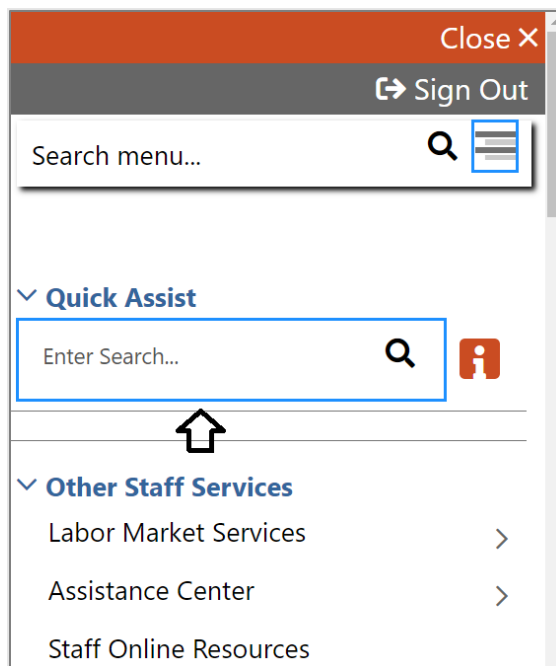 Close ×
Sign Out
Search menu...
Quick Assist
Enter Search...
i
Other Staff Services
Labor Market Services
Assistance Center
Staff Online Resources